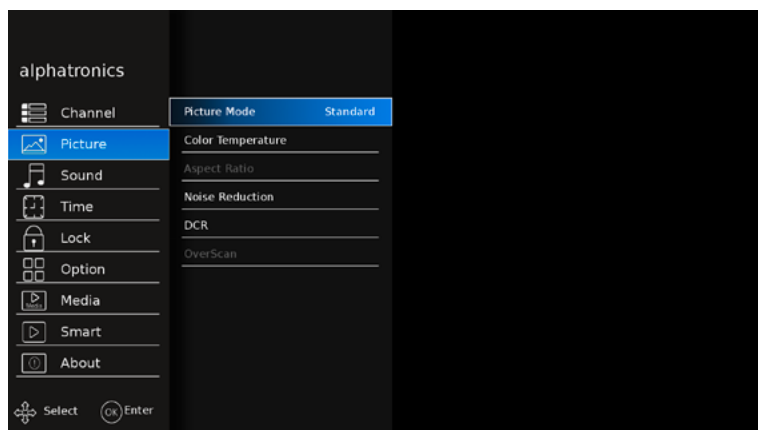 alphatronics
Channel
Picture
Sound
Time
Lock
Option
Media
Smart
About
Select OK Enter
Picture Mode Standard
Color Temperature
Aspect Ratio
Noise Reduction
DCR
OverScan